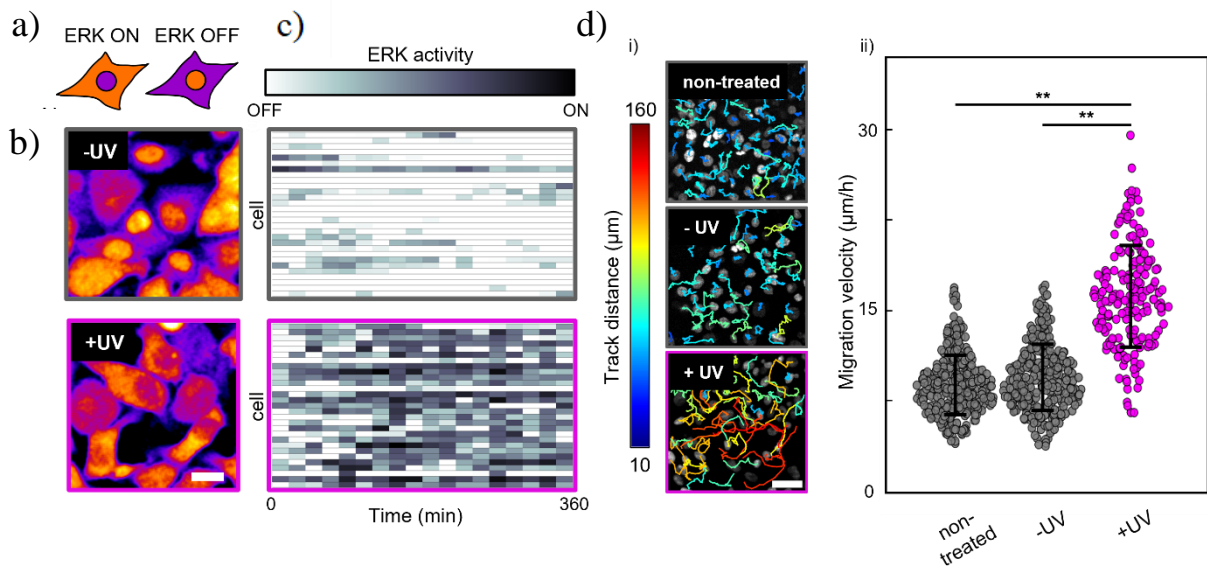 a)
ERK ON ERK OFF
b)
-UV
+UV
c)
ERK activity
OFF ON
cell
cell
0 360
Time (min)
d)
i)
160
Track distance (µm)
10
non-treated
- UV
+ UV
ii)
Migration velocity (µm/h)
30
15
0
**
**
non-
treated
-UV
+UV